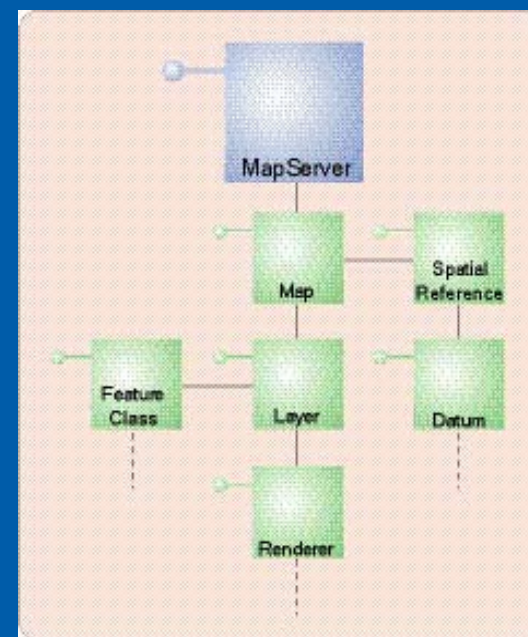 MapServer
Map
Spatial
Reference
Feature
Class
Layer
Datum
Renderer